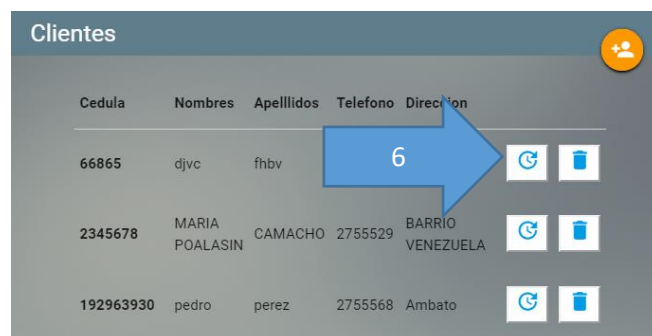 Clientes
Cedula Nombres Apelllidos Telefono Direccion
66865 djvc fhbv 6
MARIA BARRIO
2345678 CAMACHO 2755529
POALASIN VENEZUELA
192963930 pedro perez 2755568 Ambato